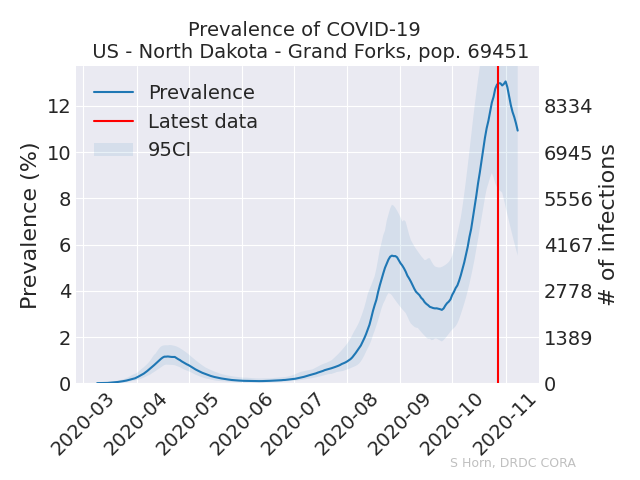 Prevalence of COVID-19
US - North Dakota - Grand Forks, pop. 69451
Prevalence
Latest data
95CI
Prevalence (%)
12
10
8
6
4
2
0
8334
6945
5556
4167
2778
1389
0
# of infections
2020-03
2020-04
2020-05
2020-06
2020-07
2020-08
2020-09
2020-10
2020-11
S Horn, DRDC CORA